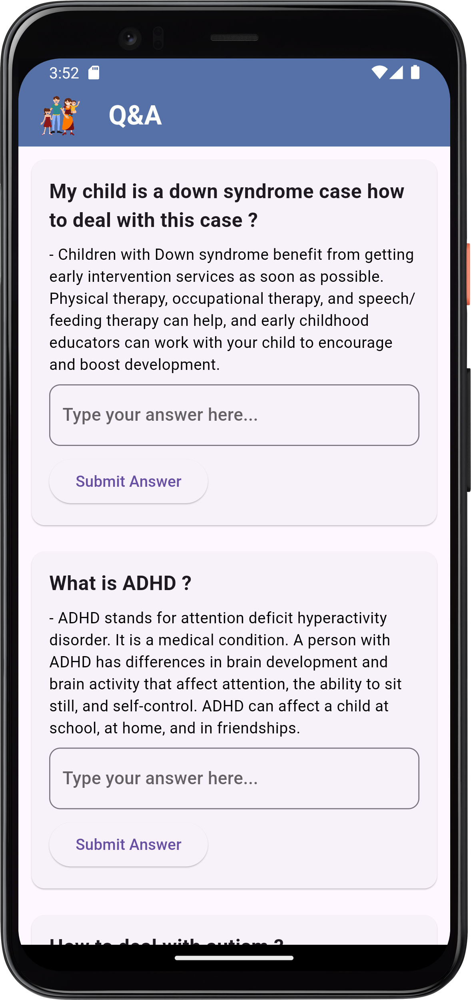 3:52
Q&A
My child is a down syndrome case how
to deal with this case ?
- Children with Down syndrome benefit from getting
early intervention services as soon as possible.
Physical therapy, occupational therapy, and speech/
feeding therapy can help, and early childhood
educators can work with your child to encourage
and boost development.
Type your answer here...
Submit Answer
What is ADHD ?
- ADHD stands for attention deficit hyperactivity
disorder. It is a medical condition. A person with
ADHD has differences in brain development and
brain activity that affect attention, the ability to sit
still, and self-control. ADHD can affect a child at
school, at home, and in friendships.
Type your answer here...
Submit Answer
How to deal with autism ?